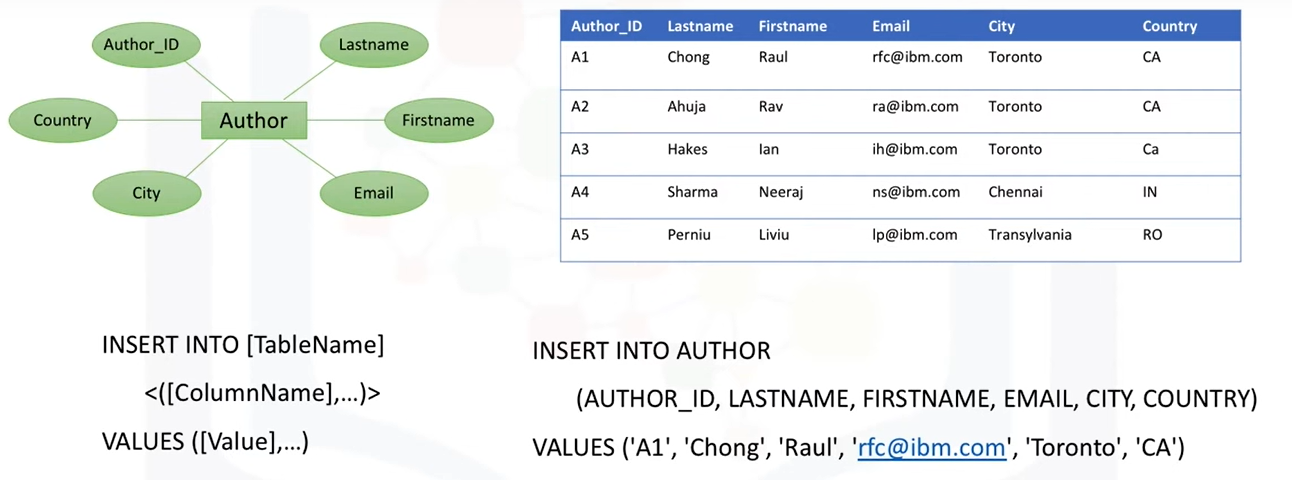 Author_ID
Lastname
Country
Author
Firstname
City
Email
Author_ID Lastname Firstname Email City Country
A1 Chong Raul rfc@ibm.com Toronto CA
A2 Ahuja Rav ra@ibm.com Toronto CA
A3 Hakes Ian ih@ibm.com Toronto Ca
A4 Sharma Neeraj ns@ibm.com Chennai IN
A5 Perniu Liviu lp@ibm.com Transylvania RO
INSERT INTO [TableName]
<([ColumnName],...)>
VALUES ([Value],...)
INSERT INTO AUTHOR
(AUTHOR_ID, LASTNAME, FIRSTNAME, EMAIL, CITY, COUNTRY)
VALUES ('A1', 'Chong', 'Raul', 'rfc@ibm.com', 'Toronto', 'CA')